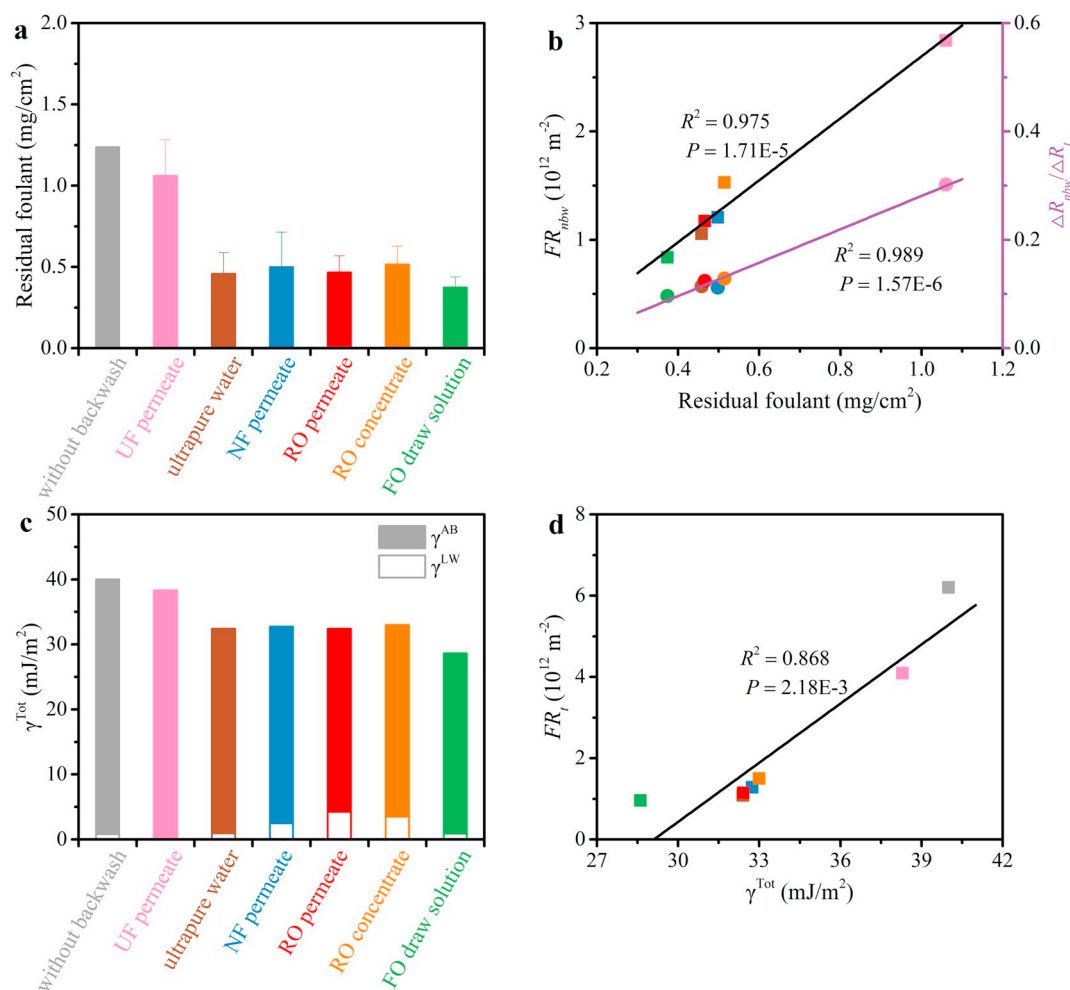 a
2.0
1.5
1.0
0.5
0.0
Residual foulant (mg/cm²)
without backwash
UF permeate
ultrapure water
NF permeate
RO permeate
RO concentrate
FO draw solution
b
3
2
1
0
FR_nbw (10¹² m⁻²)
0.6
0.4
0.2
0.0
△R_nbw/△R_t
R² = 0.975
P = 1.71E-5
R² = 0.989
P = 1.57E-6
0.2 0.4 0.6 0.8 1.0 1.2
Residual foulant (mg/cm²)
c
50
40
30
20
10
0
γᵀᵒᵗ (mJ/m²)
γᴬᴮ
γᴸᵂ
without backwash
UF permeate
ultrapure water
NF permeate
RO permeate
RO concentrate
FO draw solution
d
8
6
4
2
0
FR_t (10¹² m⁻²)
R² = 0.868
P = 2.18E-3
27 30 33 36 39 42
γᵀᵒᵗ (mJ/m²)